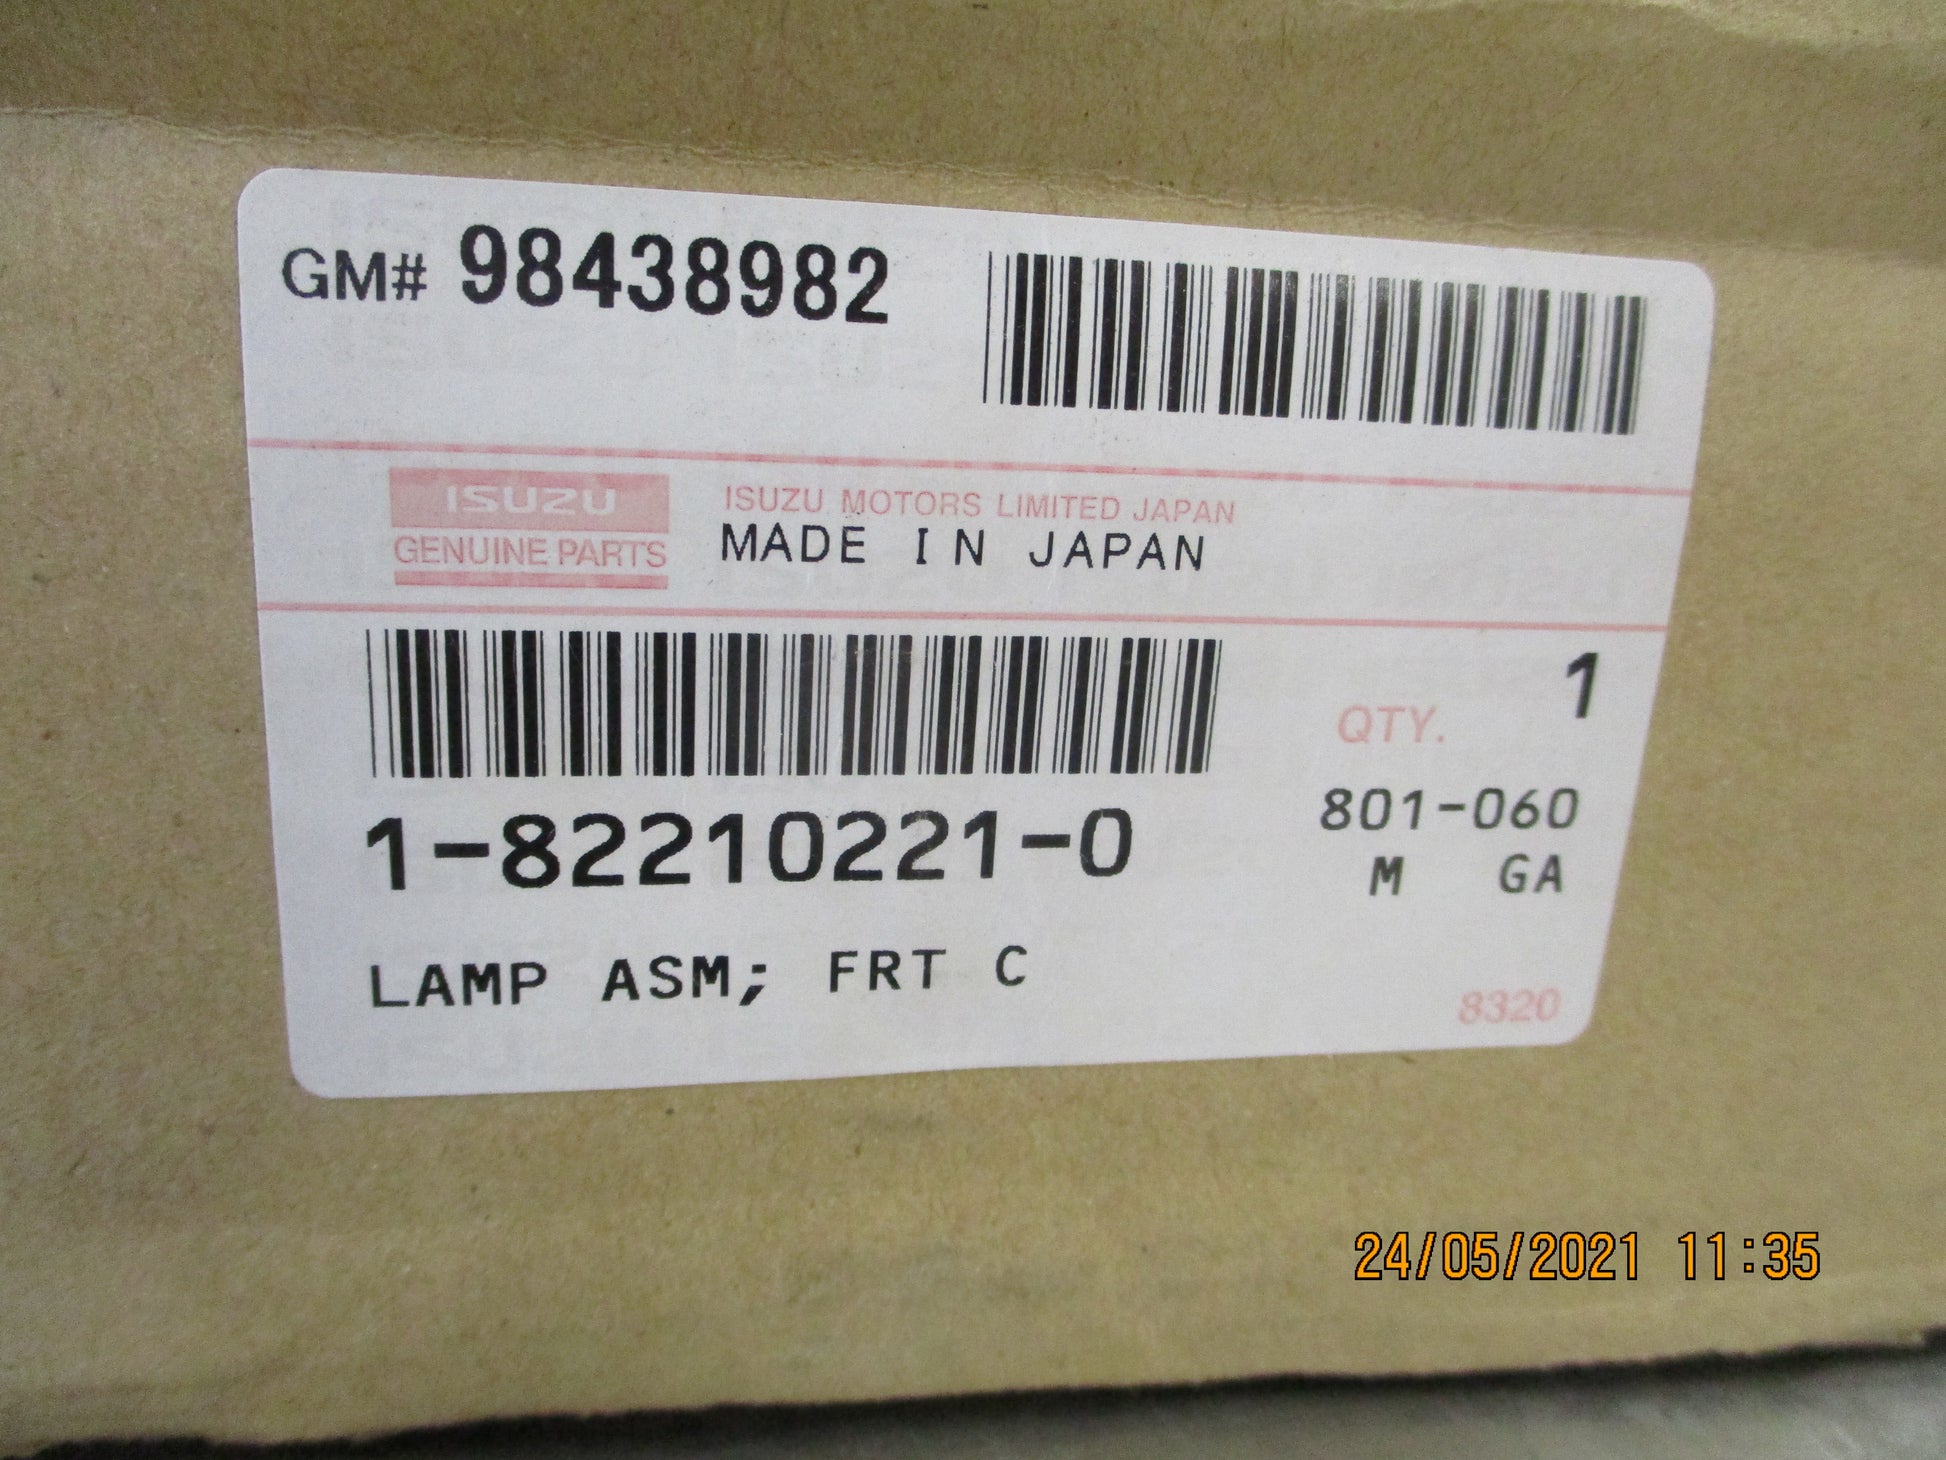 GM# 98438982
ISUZU
GENUINE PARTS
ISUZU MOTORS LIMITED JAPAN
MADE IN JAPAN
QTY. 1
1-82210221-0
801-060
M GA
LAMP ASM; FRT C
8320
24/05/2021 11:35